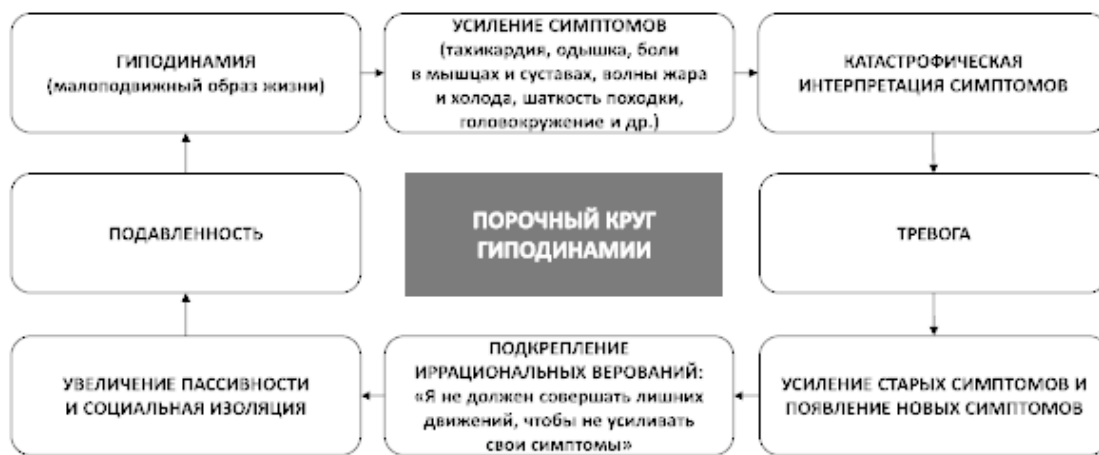 ГИПОДИНАМИЯ
(малоподвижный образ жизни)
УСИЛЕНИЕ СИМПТОМОВ
(тахикардия, одышка, боли
в мышцах и суставах, волны жара
и холода, шаткость походки,
головокружение и др.)
КАТАСТРОФИЧЕСКАЯ
ИНТЕРПРЕТАЦИЯ СИМПТОМОВ
ПОДАВЛЕННОСТЬ
ПОРОЧНЫЙ КРУГ
ГИПОДИНАМИИ
ТРЕВОГА
УВЕЛИЧЕНИЕ ПАССИВНОСТИ
И СОЦИАЛЬНАЯ ИЗОЛЯЦИЯ
ПОДКРЕПЛЕНИЕ
ИРРАЦИОНАЛЬНЫХ ВЕРОВАНИЙ:
«Я не должен совершать лишних
движений, чтобы не усиливать
свои симптомы»
УСИЛЕНИЕ СТАРЫХ СИМПТОМОВ И
ПОЯВЛЕНИЕ НОВЫХ СИМПТОМОВ